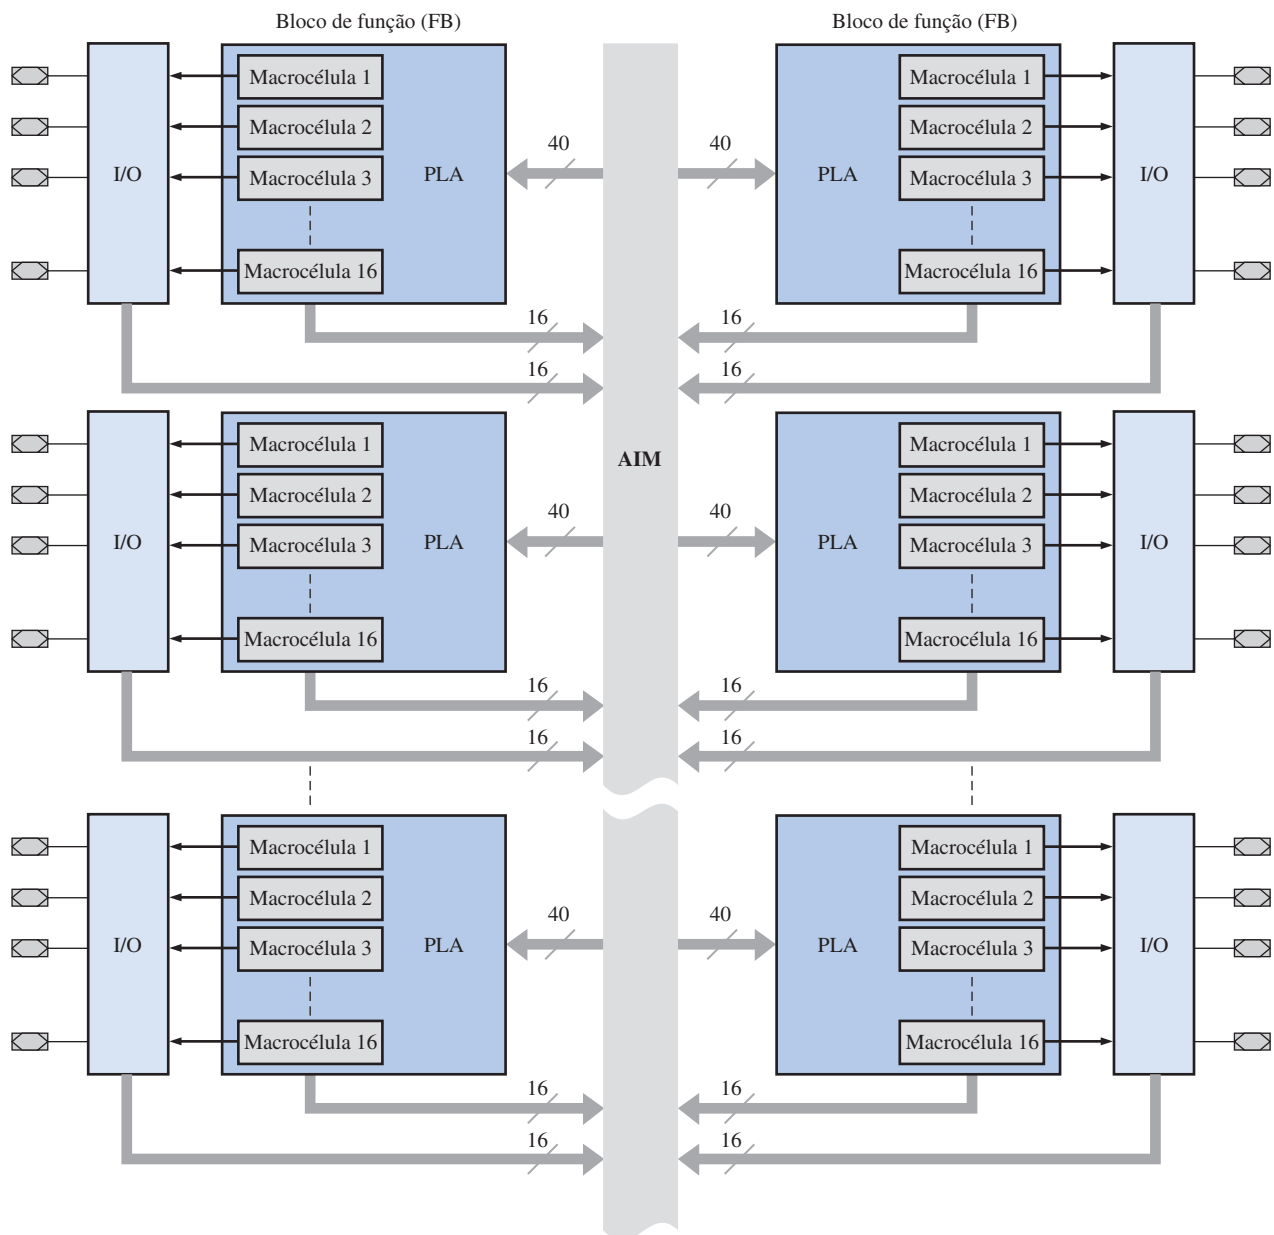 Bloco de função (FB)
Bloco de função (FB)
Macrocélula 1
Macrocélula 2
Macrocélula 3
Macrocélula 16
I/O
PLA
40
16
16
40
16
16
PLA
Macrocélula 1
Macrocélula 2
Macrocélula 3
Macrocélula 16
I/O
AIM
Macrocélula 1
Macrocélula 2
Macrocélula 3
Macrocélula 16
I/O
PLA
40
16
16
40
16
16
PLA
Macrocélula 1
Macrocélula 2
Macrocélula 3
Macrocélula 16
I/O
Macrocélula 1
Macrocélula 2
Macrocélula 3
Macrocélula 16
I/O
PLA
40
16
16
40
16
16
PLA
Macrocélula 1
Macrocélula 2
Macrocélula 3
Macrocélula 16
I/O